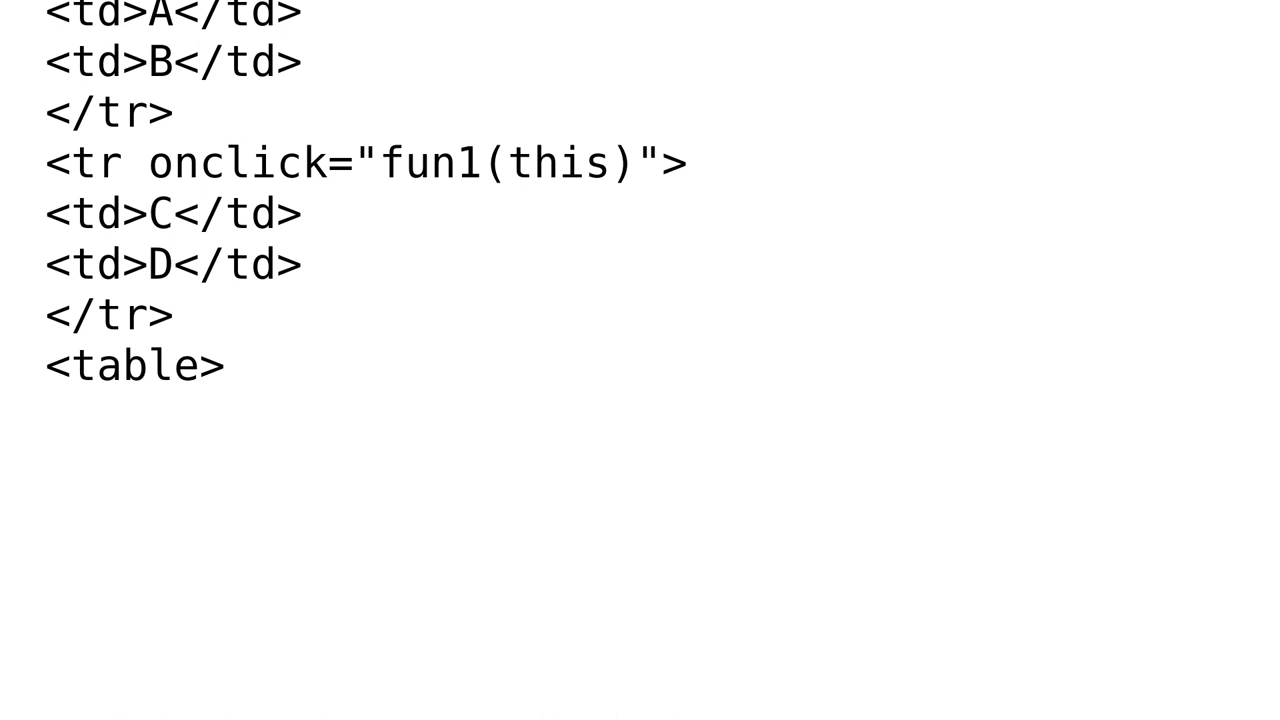 <td>A</td>
<td>B</td>
</tr>
<tr onclick="fun1(this)">
<td>C</td>
<td>D</td>
</tr>
<table>